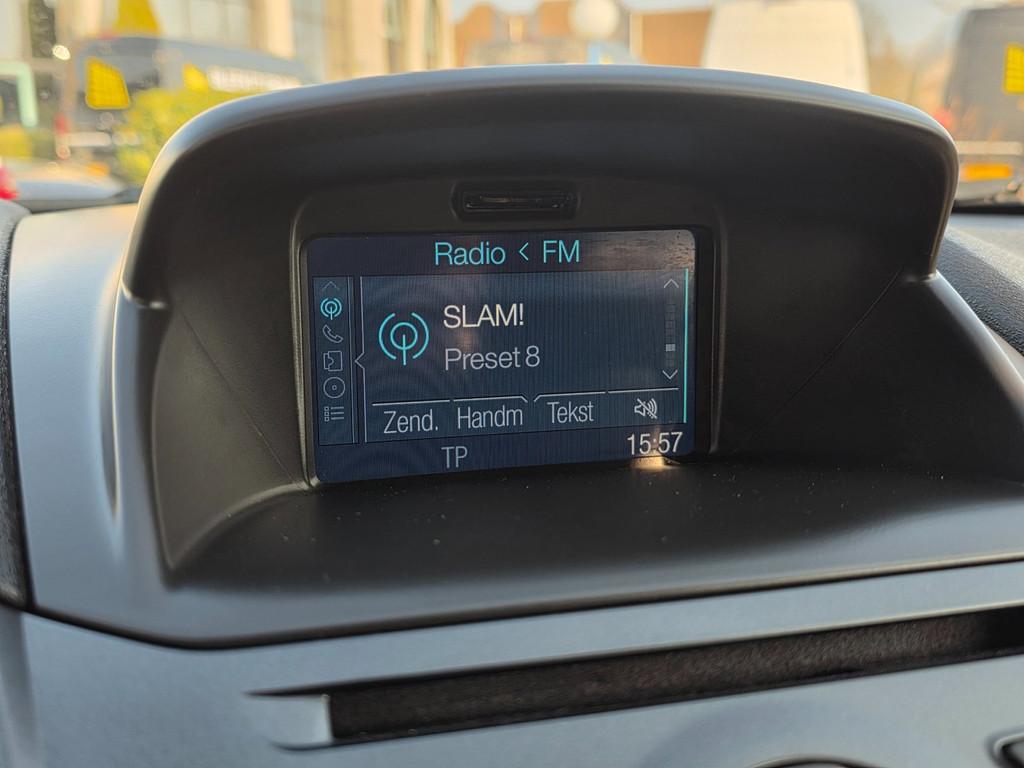 Radio < FM
SLAM!
Preset 8
Zend. Handm Tekst
TP 15:57